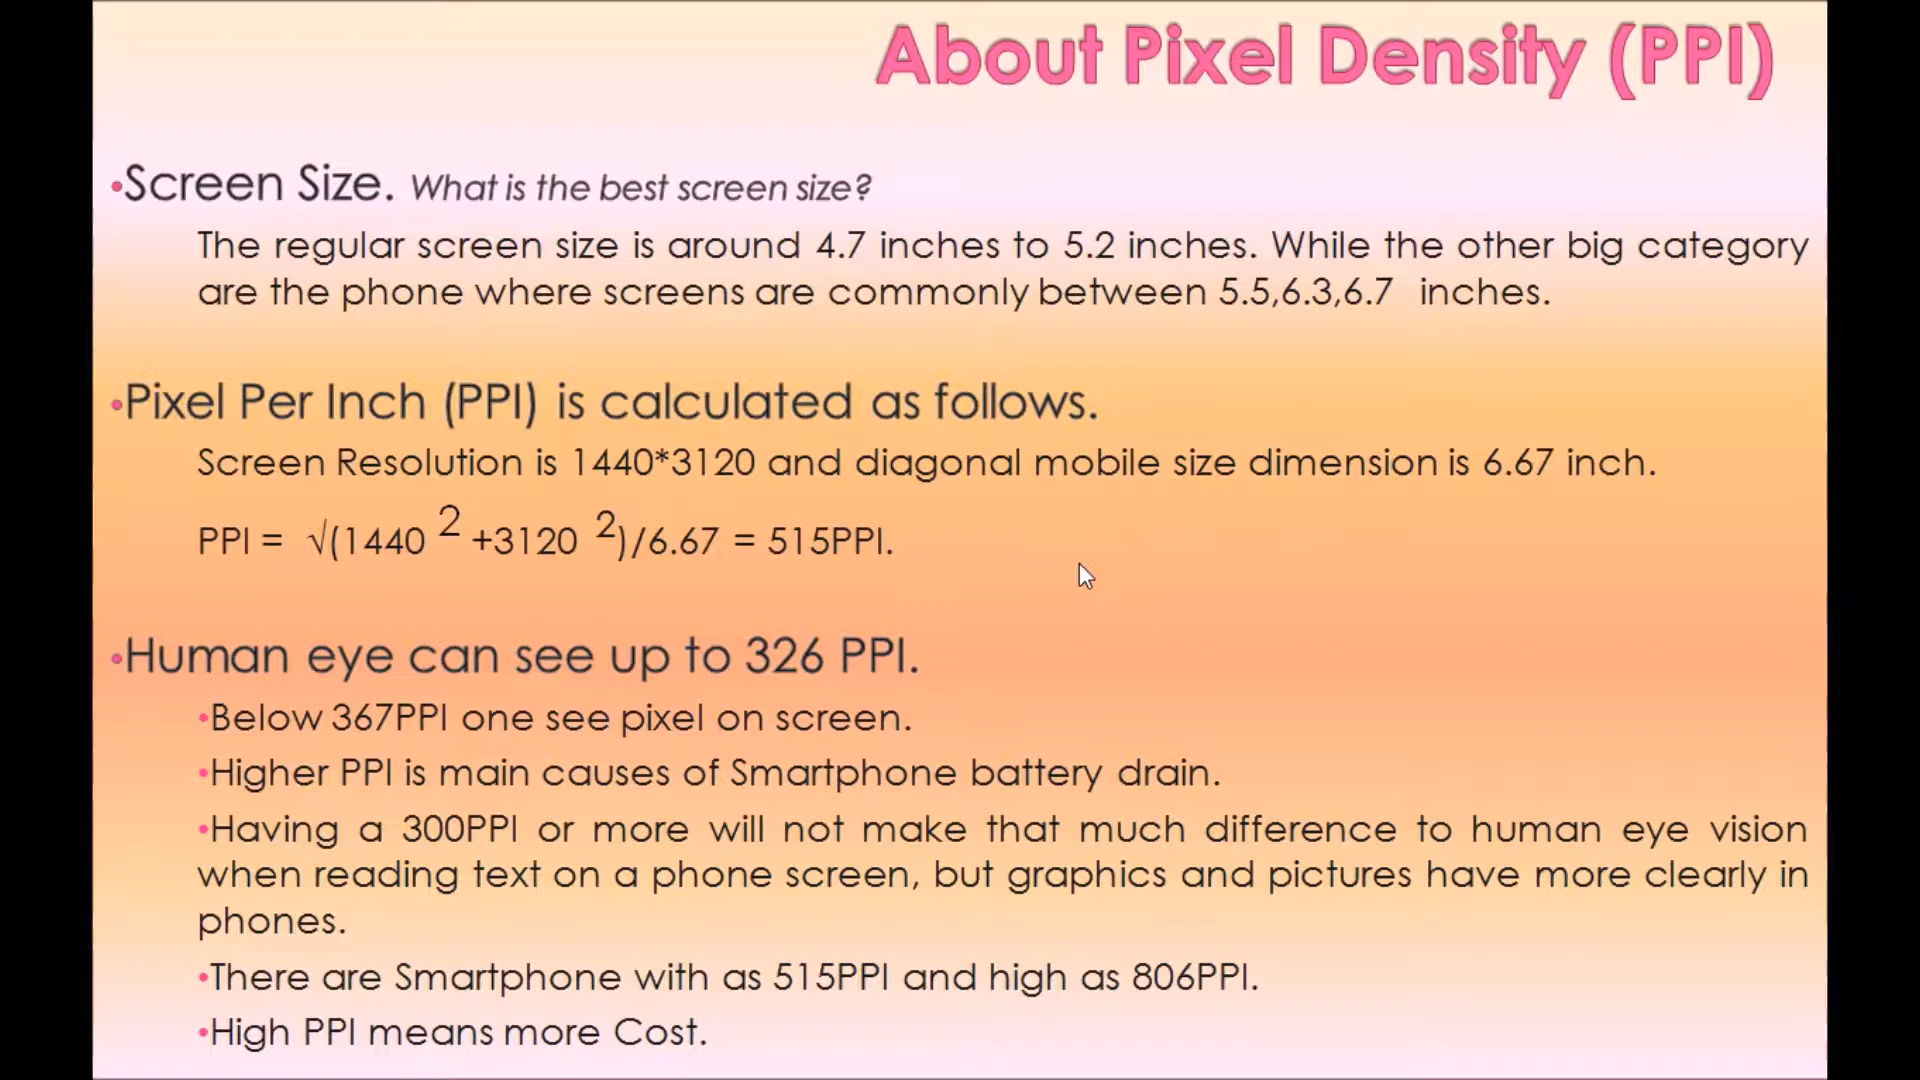 About Pixel Density (PPI)
•Screen Size. What is the best screen size?
The regular screen size is around 4.7 inches to 5.2 inches. While the other big category
are the phone where screens are commonly between 5.5,6.3,6.7 inches.
•Pixel Per Inch (PPI) is calculated as follows.
Screen Resolution is 1440*3120 and diagonal mobile size dimension is 6.67 inch.
PPI = √(1440 ² +3120 ²)/6.67 = 515PPI.
•Human eye can see up to 326 PPI.
•Below 367PPI one see pixel on screen.
•Higher PPI is main causes of Smartphone battery drain.
•Having a 300PPI or more will not make that much difference to human eye vision
when reading text on a phone screen, but graphics and pictures have more clearly in
phones.
•There are Smartphone with as 515PPI and high as 806PPI.
•High PPI means more Cost.